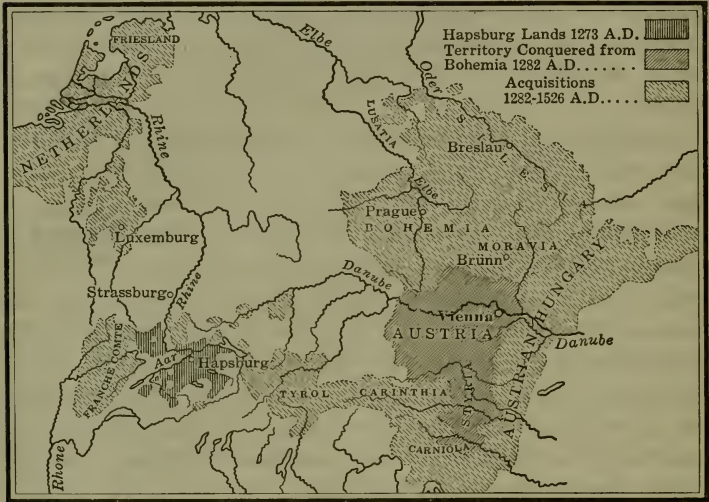 Hapsburg Lands 1273 A.D.
Territory Conquered from
Bohemia 1282 A.D.......
Acquisitions
1282-1526 A.D.....
FRIESLAND
NETHERLANDS
Rhine
Elbe
Oder
LUSATIA
SILESI
Breslau
Elbe
Prague
BOHEMIA
MORAVIA
Brünn
Luxemburg
Strassburg
Rhine
Danube
Vienna
AUSTRIA
Danube
AUSTRIAN HUNGARY
FRANCHE COMTE
Aar
Hapsburg
TYROL
CARINTHIA
STYRIA
CARNIOLA
Rhone